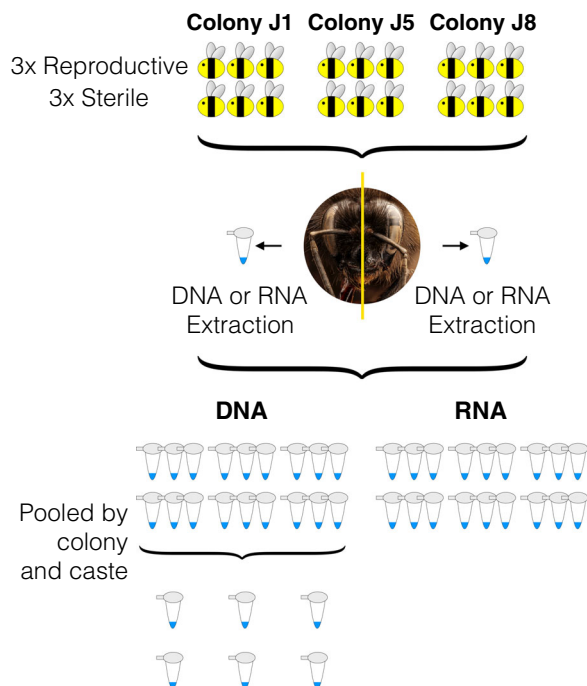 Colony J1 Colony J5 Colony J8
3x Reproductive
3x Sterile
DNA or RNA
Extraction
DNA or RNA
Extraction
DNA RNA
Pooled by
colony
and caste